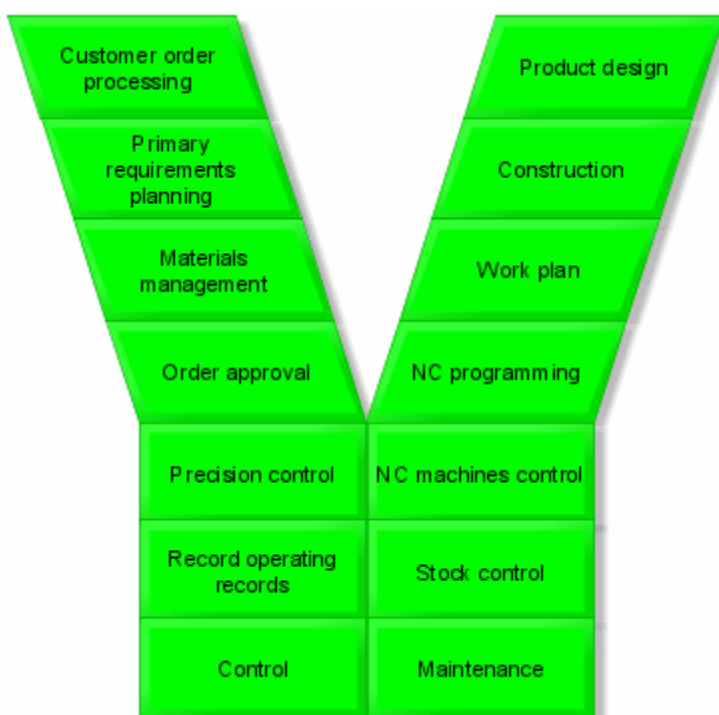 Customer order
processing
Primary
requirements
planning
Materials
management
Order approval
Precision control
Record operating
records
Control
Product design
Construction
Work plan
NC programming
NC machines control
Stock control
Maintenance